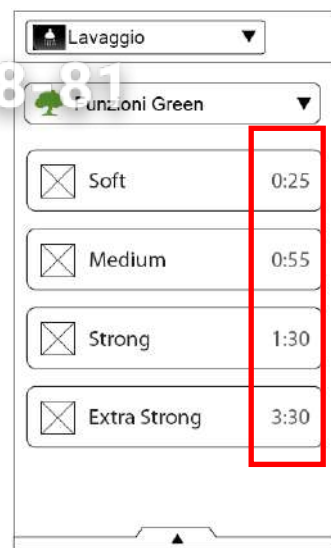 Lavaggio
8-81
Funzioni Green
Soft 0:25
Medium 0:55
Strong 1:30
Extra Strong 3:30